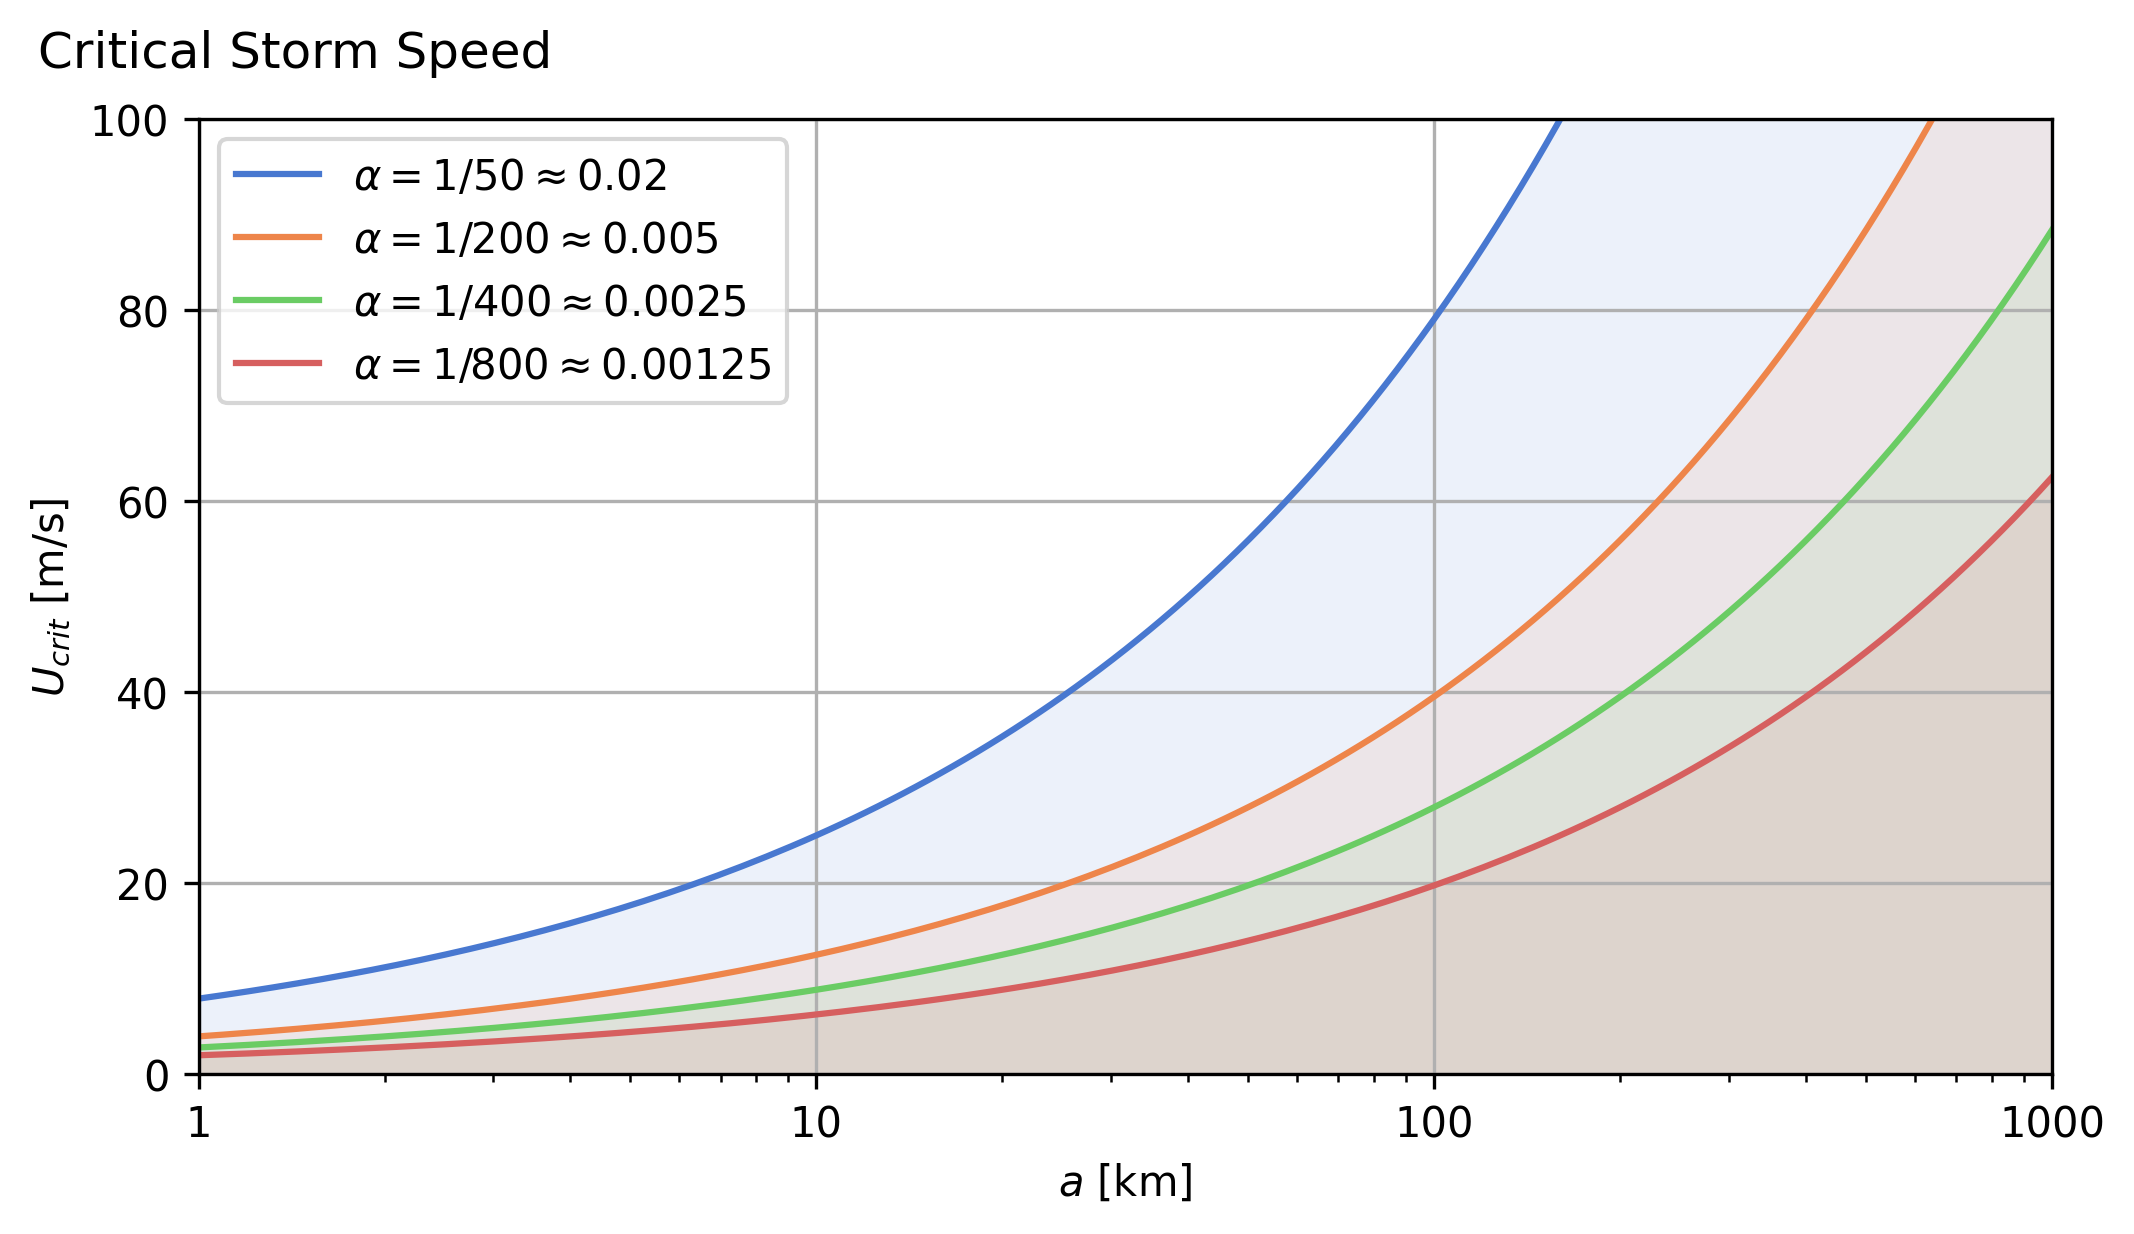 Critical Storm Speed
100
80
60
40
20
0
U_crit [m/s]
α = 1/50 ≈ 0.02
α = 1/200 ≈ 0.005
α = 1/400 ≈ 0.0025
α = 1/800 ≈ 0.00125
1 10 100 1000
a [km]